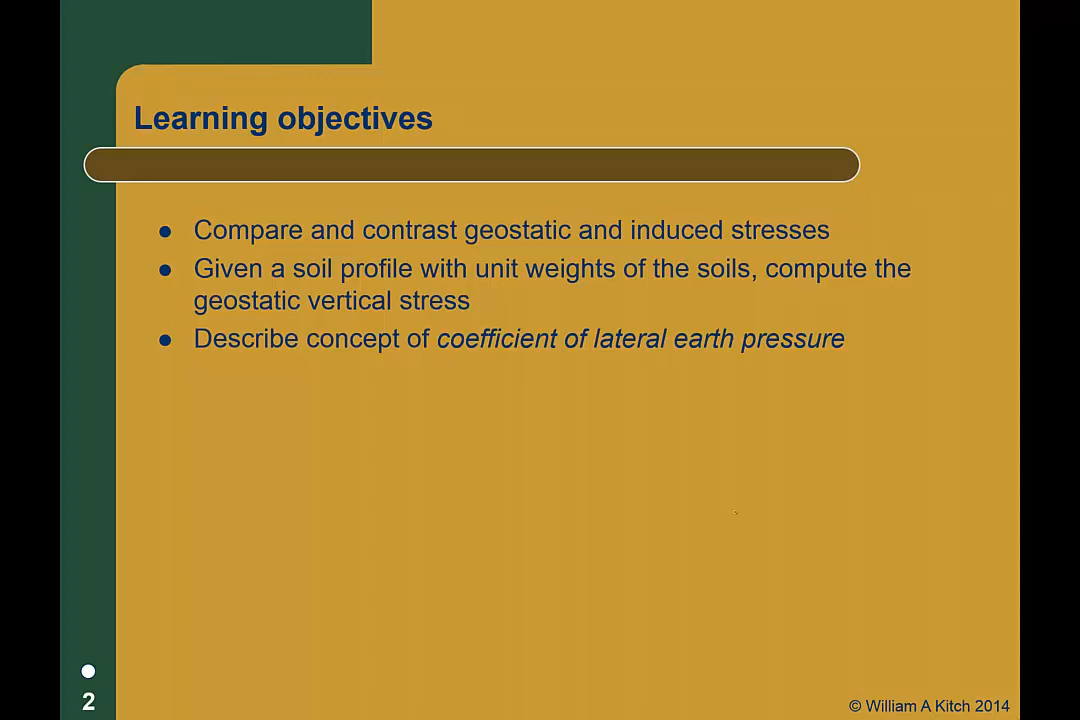 Learning objectives
● Compare and contrast geostatic and induced stresses
● Given a soil profile with unit weights of the soils, compute the
geostatic vertical stress
● Describe concept of coefficient of lateral earth pressure
2
© William A Kitch 2014